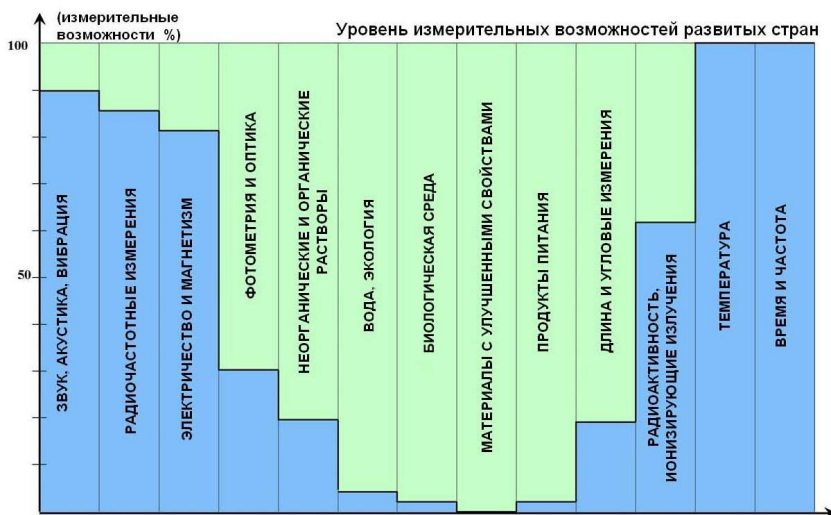 (измерительные
возможности %)
Уровень измерительных возможностей развитых стран
100
50
ЗВУК, АКУСТИКА, ВИБРАЦИЯ
РАДИОЧАСТОТНЫЕ ИЗМЕРЕНИЯ
ЭЛЕКТРИЧЕСТВО И МАГНЕТИЗМ
ФОТОМЕТРИЯ И ОПТИКА
НЕОРГАНИЧЕСКИЕ И ОРГАНИЧЕСКИЕ
РАСТВОРЫ
ВОДА, ЭКОЛОГИЯ
БИОЛОГИЧЕСКАЯ СРЕДА
МАТЕРИАЛЫ С УЛУЧШЕННЫМИ СВОЙСТВАМИ
ПРОДУКТЫ ПИТАНИЯ
ДЛИНА И УГЛОВЫЕ ИЗМЕРЕНИЯ
РАДИОАКТИВНОСТЬ,
ИОНИЗИРУЮЩИЕ ИЗЛУЧЕНИЯ
ТЕМПЕРАТУРА
ВРЕМЯ И ЧАСТОТА